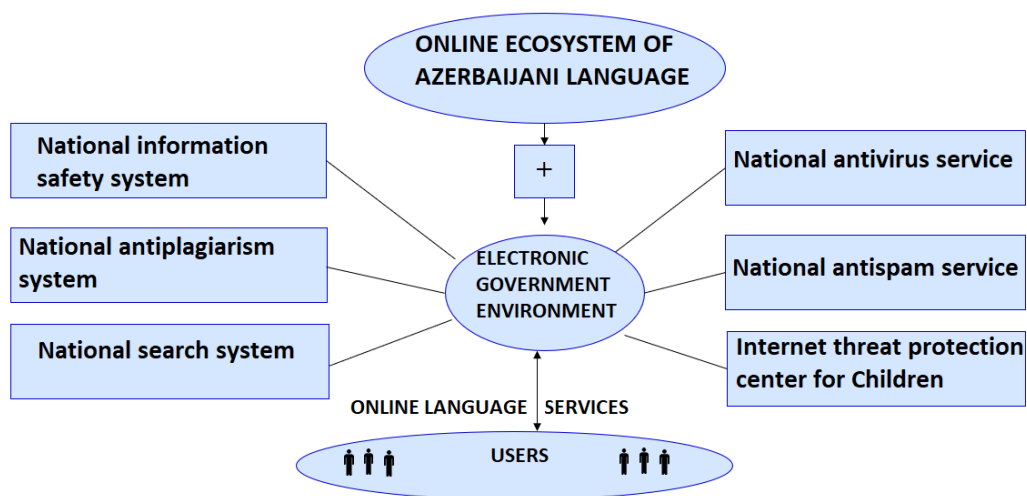 ONLINE ECOSYSTEM OF
AZERBAIJANI LANGUAGE
+
National information
safety system
National antiplagiarism
system
National search system
ELECTRONIC
GOVERNMENT
ENVIRONMENT
National antivirus service
National antispam service
Internet threat protection
center for Children
ONLINE LANGUAGE SERVICES
USERS